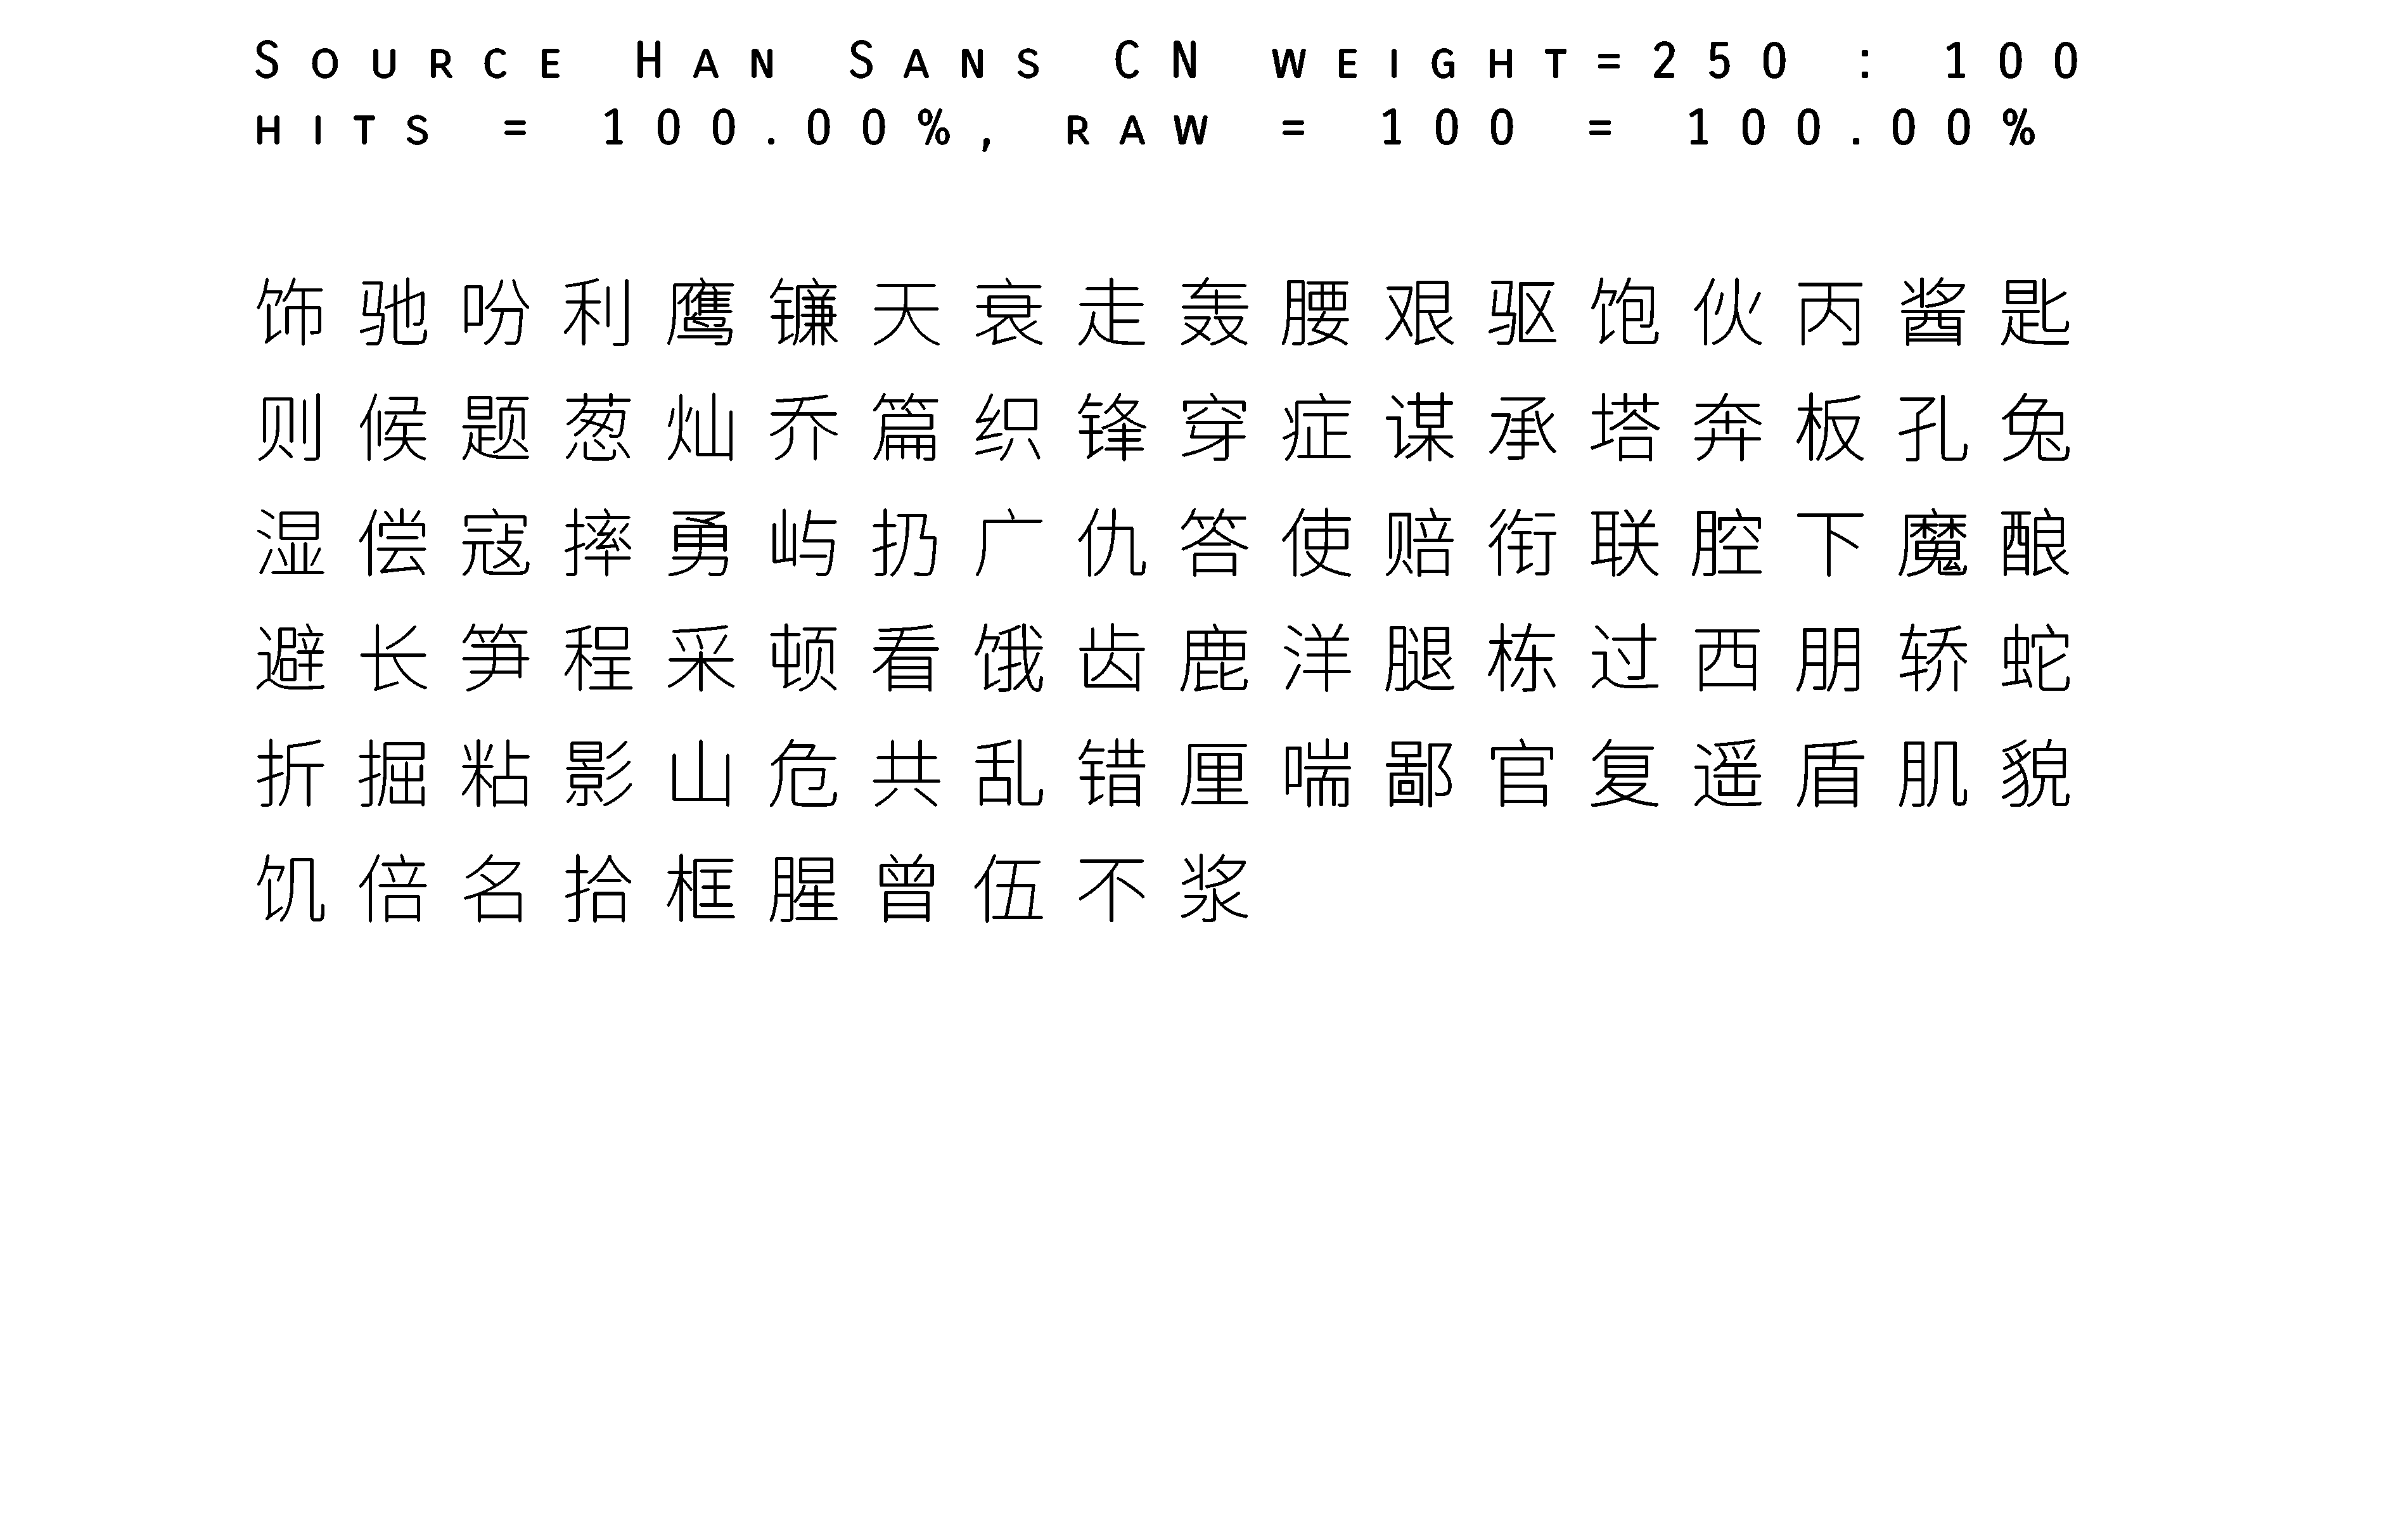 Source Han Sans CN weight=250 : 100
hits = 100.00%, raw = 100 = 100.00%
饰驰吩利鹰镰天衰走轰腰艰驱饱伙丙酱匙
则候题葱灿乔篇织锋穿症谋承塔奔板孔兔
湿偿寇摔勇屿扔广仇答使赔衔联腔下魔酿
避长笋程采顿看饿齿鹿洋腿栋过西朋轿蛇
折掘粘影山危共乱错厘喘鄙官复遥盾肌貌
饥倍名拾框腥曾伍不浆